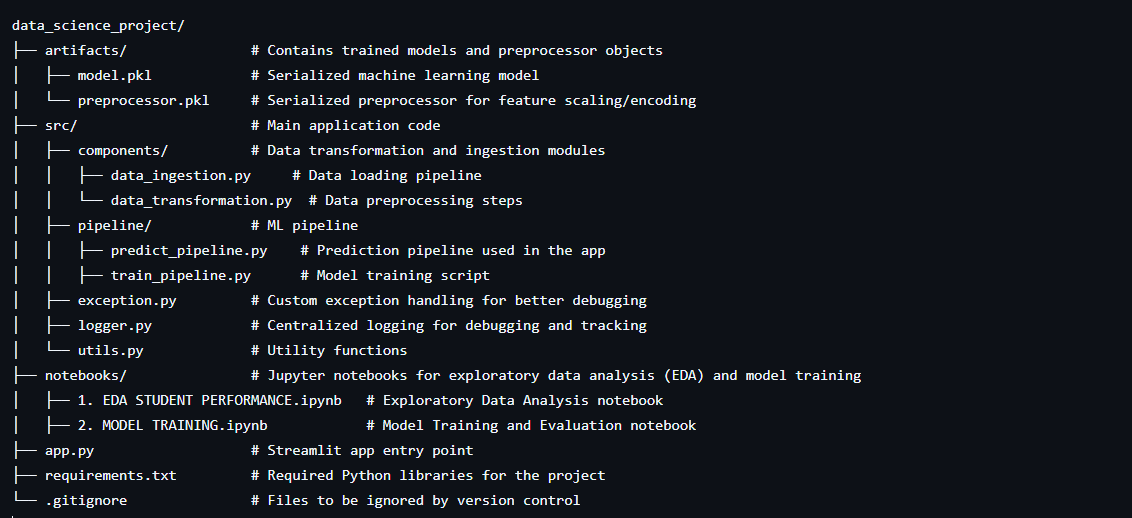 data_science_project/
├── artifacts/               # Contains trained models and preprocessor objects
│   ├── model.pkl            # Serialized machine learning model
│   └── preprocessor.pkl     # Serialized preprocessor for feature scaling/encoding
├── src/                     # Main application code
│   ├── components/          # Data transformation and ingestion modules
│   │   ├── data_ingestion.py     # Data loading pipeline
│   │   └── data_transformation.py  # Data preprocessing steps
│   ├── pipeline/            # ML pipeline
│   │   ├── predict_pipeline.py    # Prediction pipeline used in the app
│   │   ├── train_pipeline.py      # Model training script
│   ├── exception.py         # Custom exception handling for better debugging
│   ├── logger.py            # Centralized logging for debugging and tracking
│   └── utils.py             # Utility functions
├── notebooks/               # Jupyter notebooks for exploratory data analysis (EDA) and model training
│   ├── 1. EDA STUDENT PERFORMANCE.ipynb   # Exploratory Data Analysis notebook
│   ├── 2. MODEL TRAINING.ipynb            # Model Training and Evaluation notebook
├── app.py                   # Streamlit app entry point
├── requirements.txt         # Required Python libraries for the project
└── .gitignore               # Files to be ignored by version control